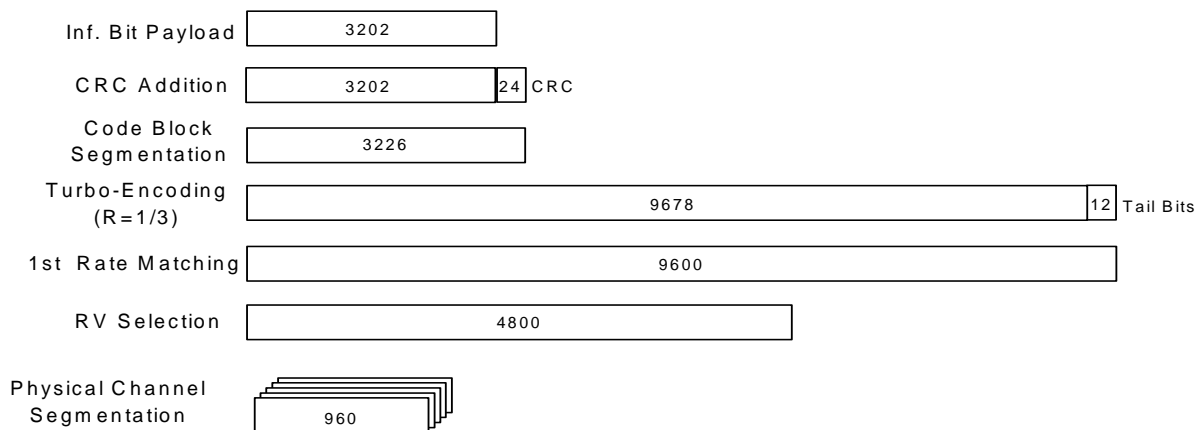 Inf. Bit Payload 3202
CRC Addition 3202 24 CRC
Code Block
Segmentation 3226
Turbo-Encoding
(R=1/3) 9678 12 Tail Bits
1st Rate Matching 9600
RV Selection 4800
Physical Channel
Segmentation 960